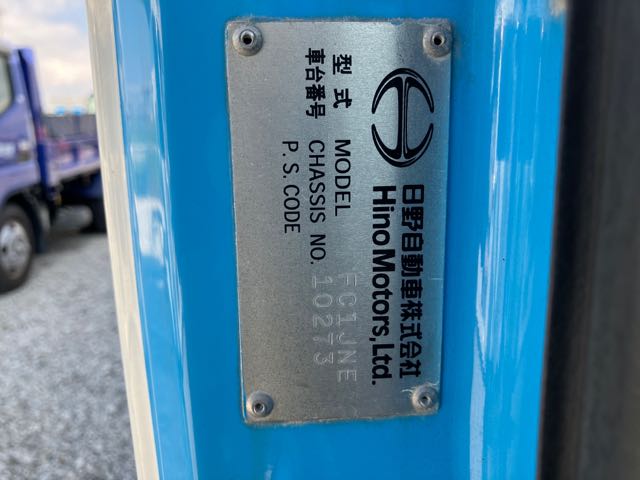 日野自動車株式会社
HinoMotors,Ltd.
型式 MODEL FC1JNE
車台番号 CHASSIS NO. 10273
P.S.CODE